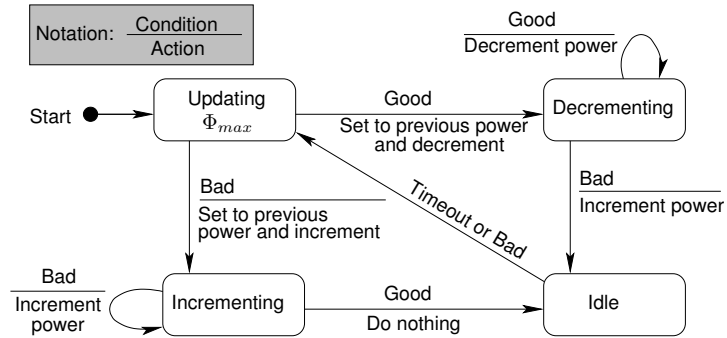 Notation: Condition
Action
Good
Decrement power
Start
Updating
Φmax
Good
Set to previous power
and decrement
Decrementing
Bad
Set to previous
power and increment
Timeout or Bad
Bad
Increment power
Bad
Increment
power
Incrementing
Good
Do nothing
Idle